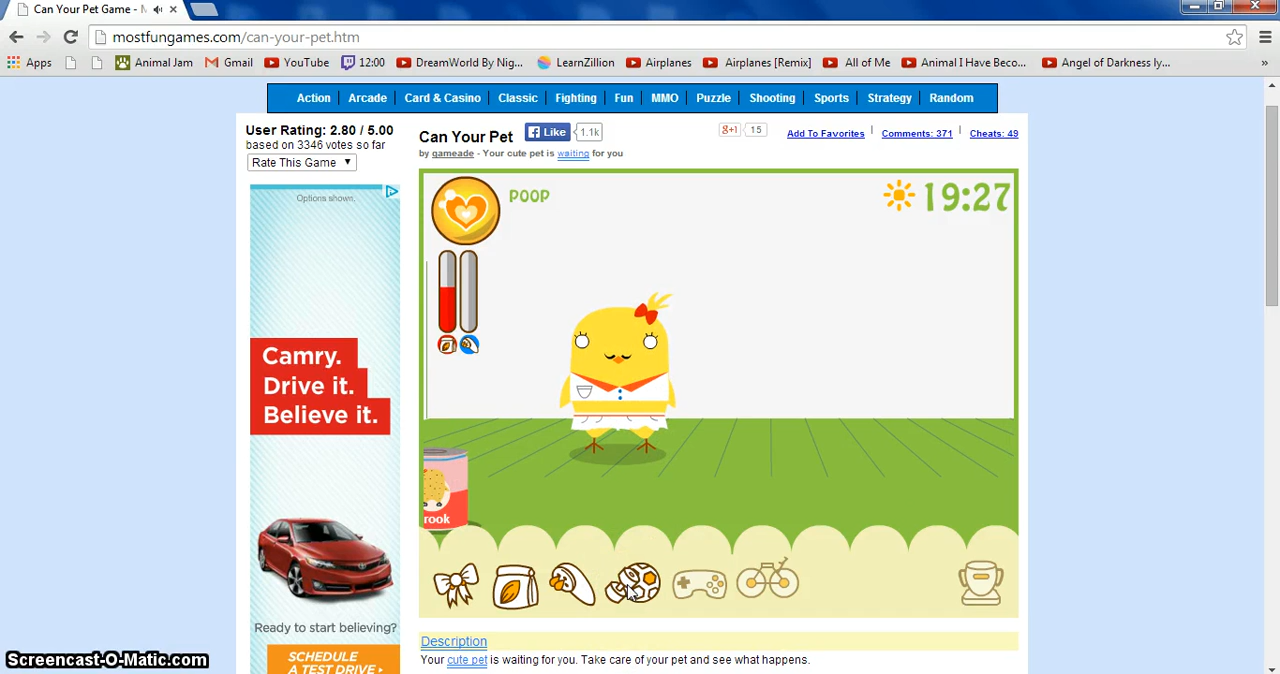 Can Your Pet Game - 
mostfungames.com/can-your-pet.htm
Apps Animal Jam Gmail YouTube 12:00 DreamWorld By Nig... LearnZillion Airplanes Airplanes [Remix] All of Me Animal I Have Beco... Angel of Darkness ly... »
Action Arcade Card & Casino Classic Fighting Fun MMO Puzzle Shooting Sports Strategy Random
User Rating: 2.80 / 5.00
based on 3346 votes so far
Rate This Game
Can Your Pet Like 1.1k
g+1 15 Add To Favorites Comments: 371 Cheats: 49
by gameade - Your cute pet is waiting for you
Options shown.
POOP
19:27
Camry.
Drive it.
Believe it.
rook
Ready to start believing?
SCHEDULE
A TEST DRIVE
Description
Your cute pet is waiting for you. Take care of your pet and see what happens.
Screencast-O-Matic.com